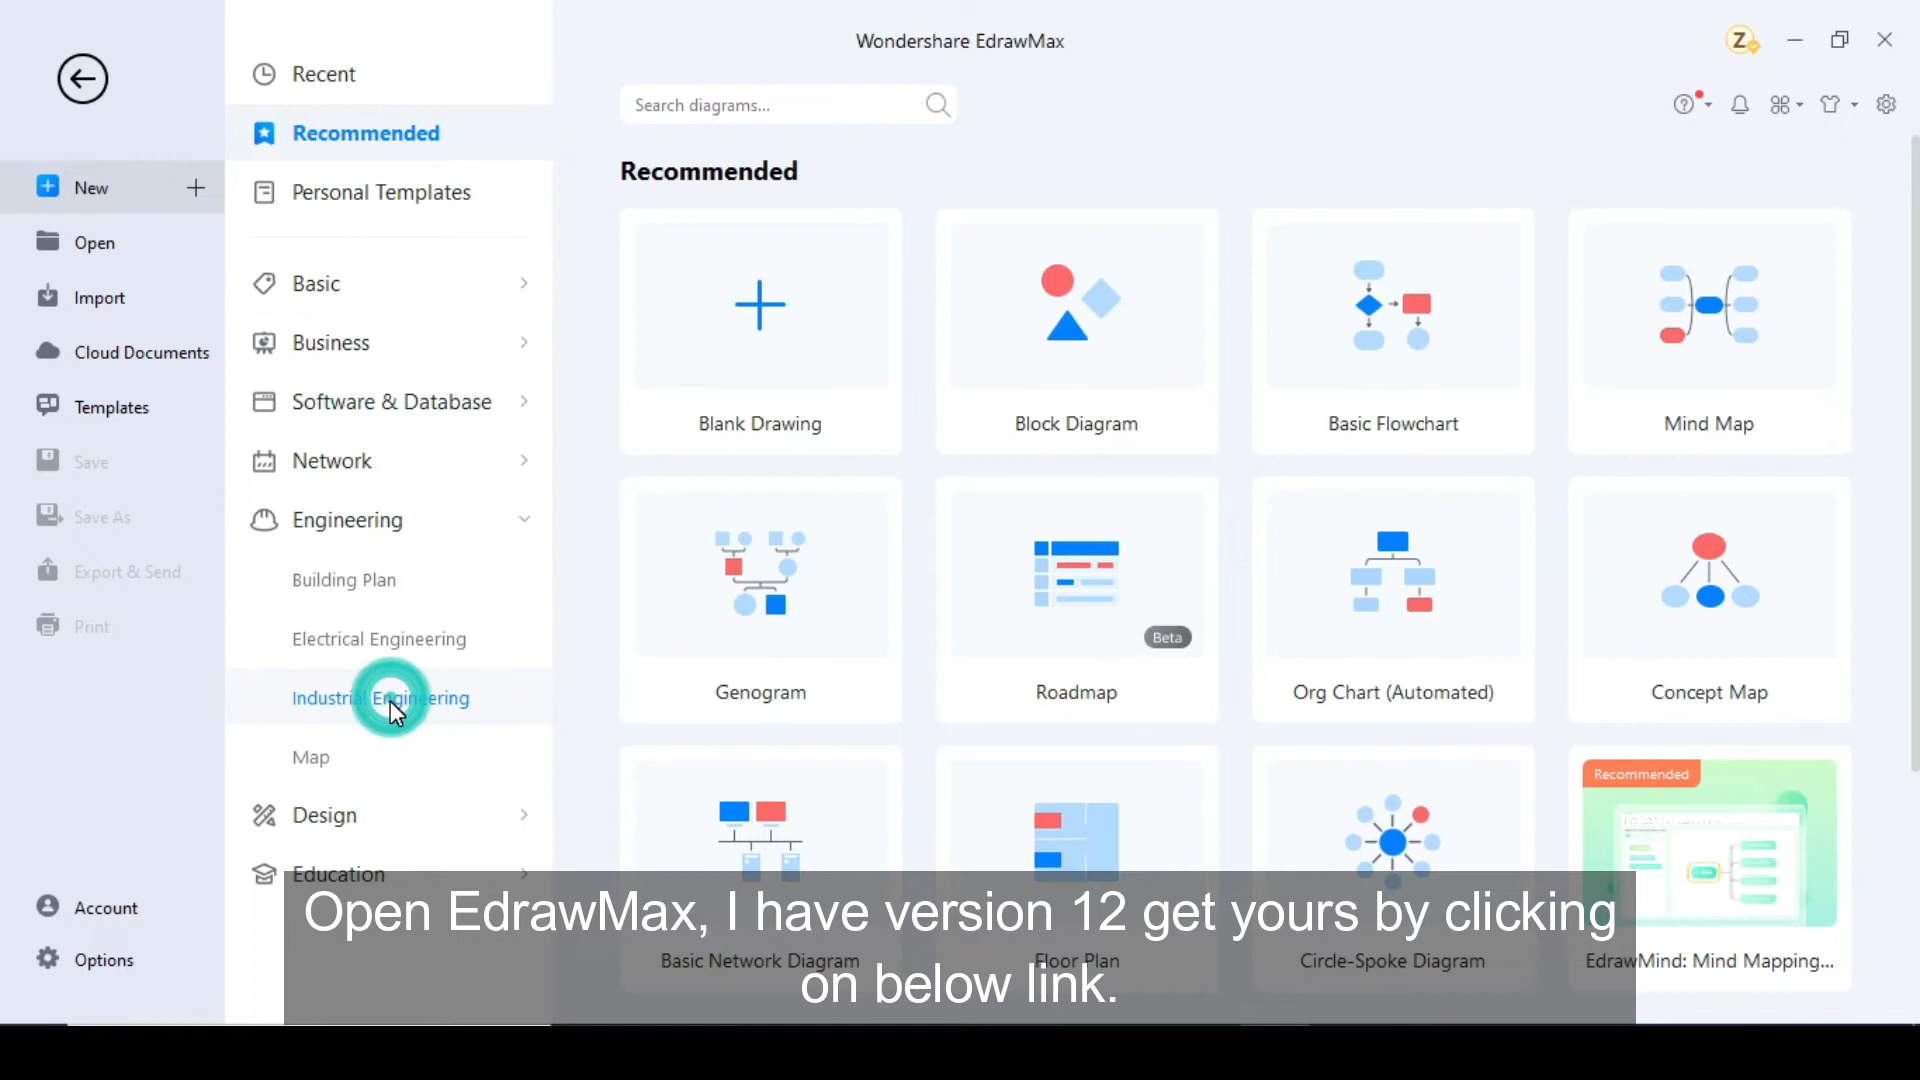 Wondershare EdrawMax
Z
Recent
Recommended
Personal Templates
Basic
Business
Software & Database
Network
Engineering
Building Plan
Electrical Engineering
Industrial Engineering
Map
Design
Education
New
Open
Import
Cloud Documents
Templates
Save
Save As
Export & Send
Print
Account
Options
Search diagrams...
Recommended
Blank Drawing
Block Diagram
Basic Flowchart
Mind Map
Beta
Genogram
Roadmap
Org Chart (Automated)
Concept Map
Recommended
Basic Network Diagram
Floor Plan
Circle-Spoke Diagram
EdrawMind: Mind Mapping...
Open EdrawMax, I have version 12 get yours by clicking
on below link.